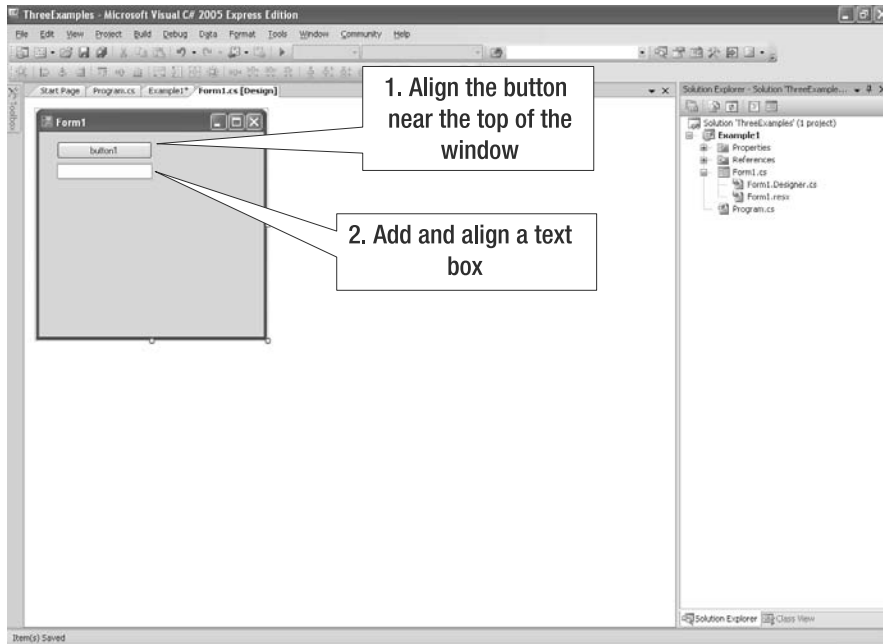 ThreeExamples - Microsoft Visual C# 2005 Express Edition
File Edit View Project Build Debug Data Format Tools Window Community Help
Toolbox
Start Page Program.cs Example1* Form1.cs [Design]
Form1
button1
1. Align the button
near the top of the
window
2. Add and align a text
box
Solution Explorer - Solution 'ThreeExample...
Solution 'ThreeExamples' (1 project)
Example1
Properties
References
Form1.cs
Form1.Designer.cs
Form1.resx
Program.cs
Solution Explorer Class View
Item(s) Saved